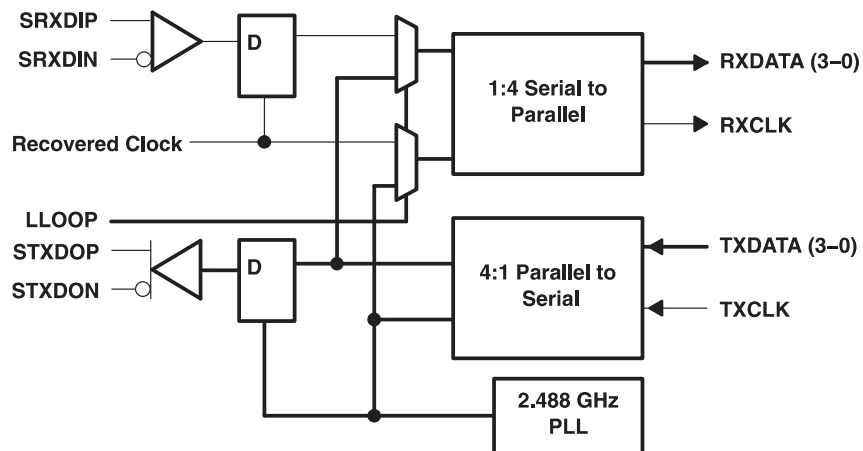 SRXDIP
SRXDIN
D
1:4 Serial to
Parallel
RXDATA (3–0)
RXCLK
Recovered Clock
LLOOP
STXDOP
STXDON
D
4:1 Parallel to
Serial
TXDATA (3–0)
TXCLK
2.488 GHz
PLL